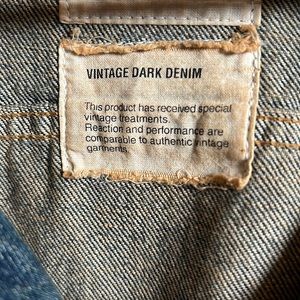 VINTAGE DARK DENIM
This product has received special
vintage treatments.
Reaction and performance are
comparable to authentic vintage
garments.